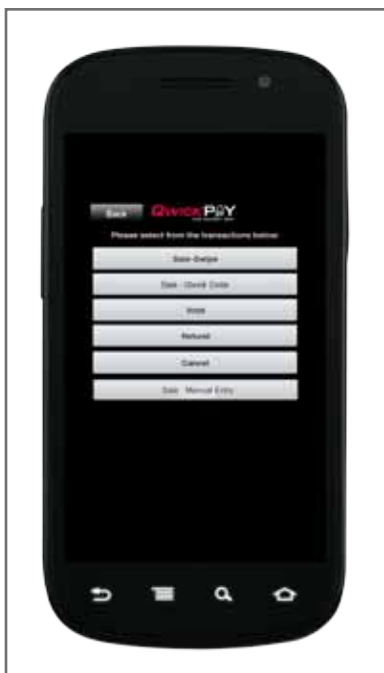 Back QWICKPAY
Please select from the transactions below:
Sale-Swipe
Sale - Qwick Code
Void
Refund
Cancel
Sale - Manual Entry